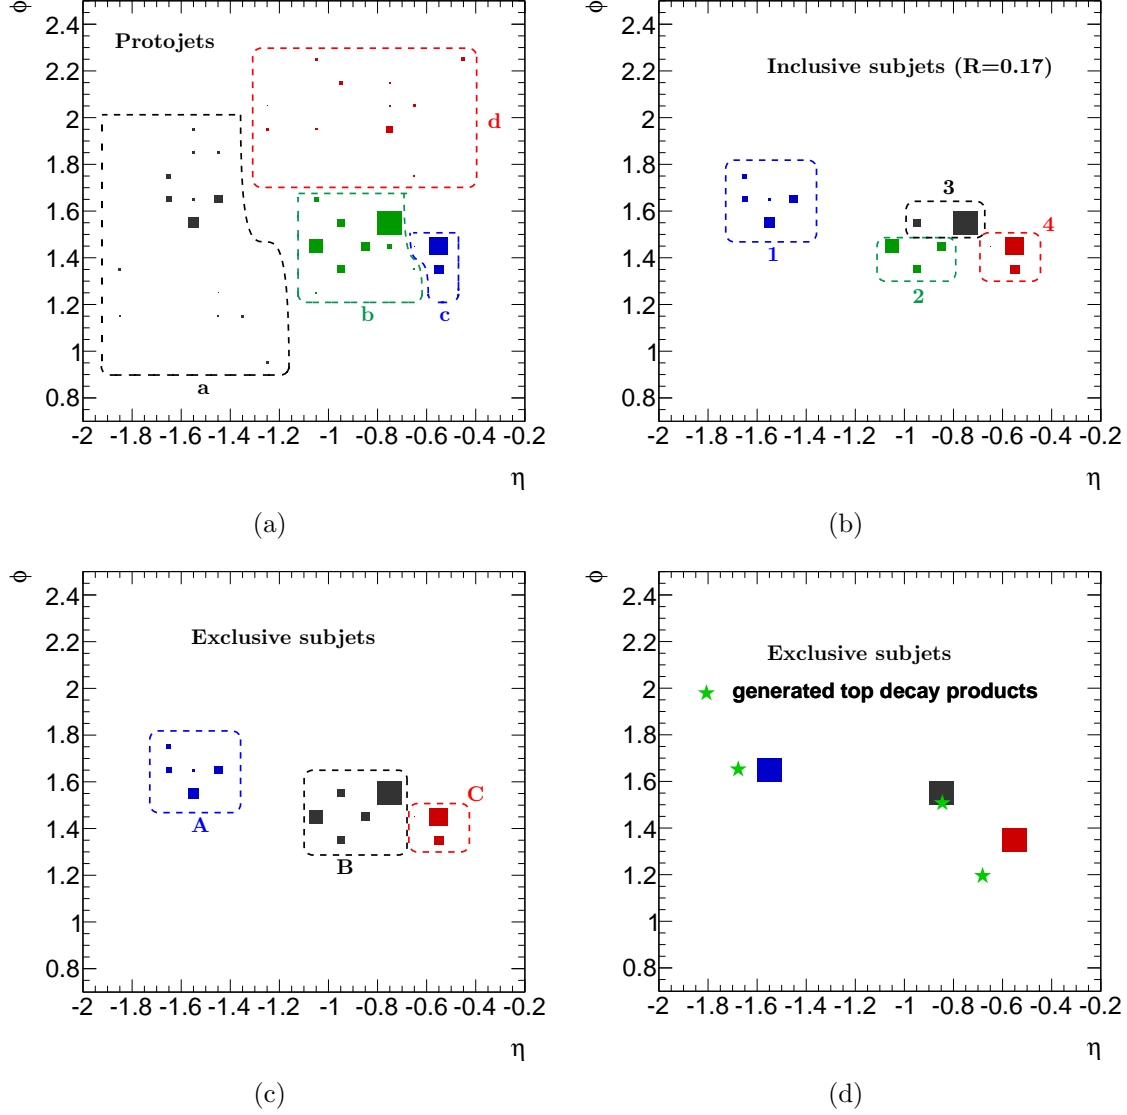 ϕ
2.4
2.2
2
1.8
1.6
1.4
1.2
1
0.8
Protojets
d
b
c
a
-2 -1.8 -1.6 -1.4 -1.2 -1 -0.8 -0.6 -0.4 -0.2
η
(a)
ϕ
2.4
2.2
2
1.8
1.6
1.4
1.2
1
0.8
Inclusive subjets (R=0.17)
3
4
1
2
-2 -1.8 -1.6 -1.4 -1.2 -1 -0.8 -0.6 -0.4 -0.2
η
(b)
ϕ
2.4
2.2
2
1.8
1.6
1.4
1.2
1
0.8
Exclusive subjets
C
A
B
-2 -1.8 -1.6 -1.4 -1.2 -1 -0.8 -0.6 -0.4 -0.2
η
(c)
ϕ
2.4
2.2
2
1.8
1.6
1.4
1.2
1
0.8
Exclusive subjets
generated top decay products
-2 -1.8 -1.6 -1.4 -1.2 -1 -0.8 -0.6 -0.4 -0.2
η
(d)